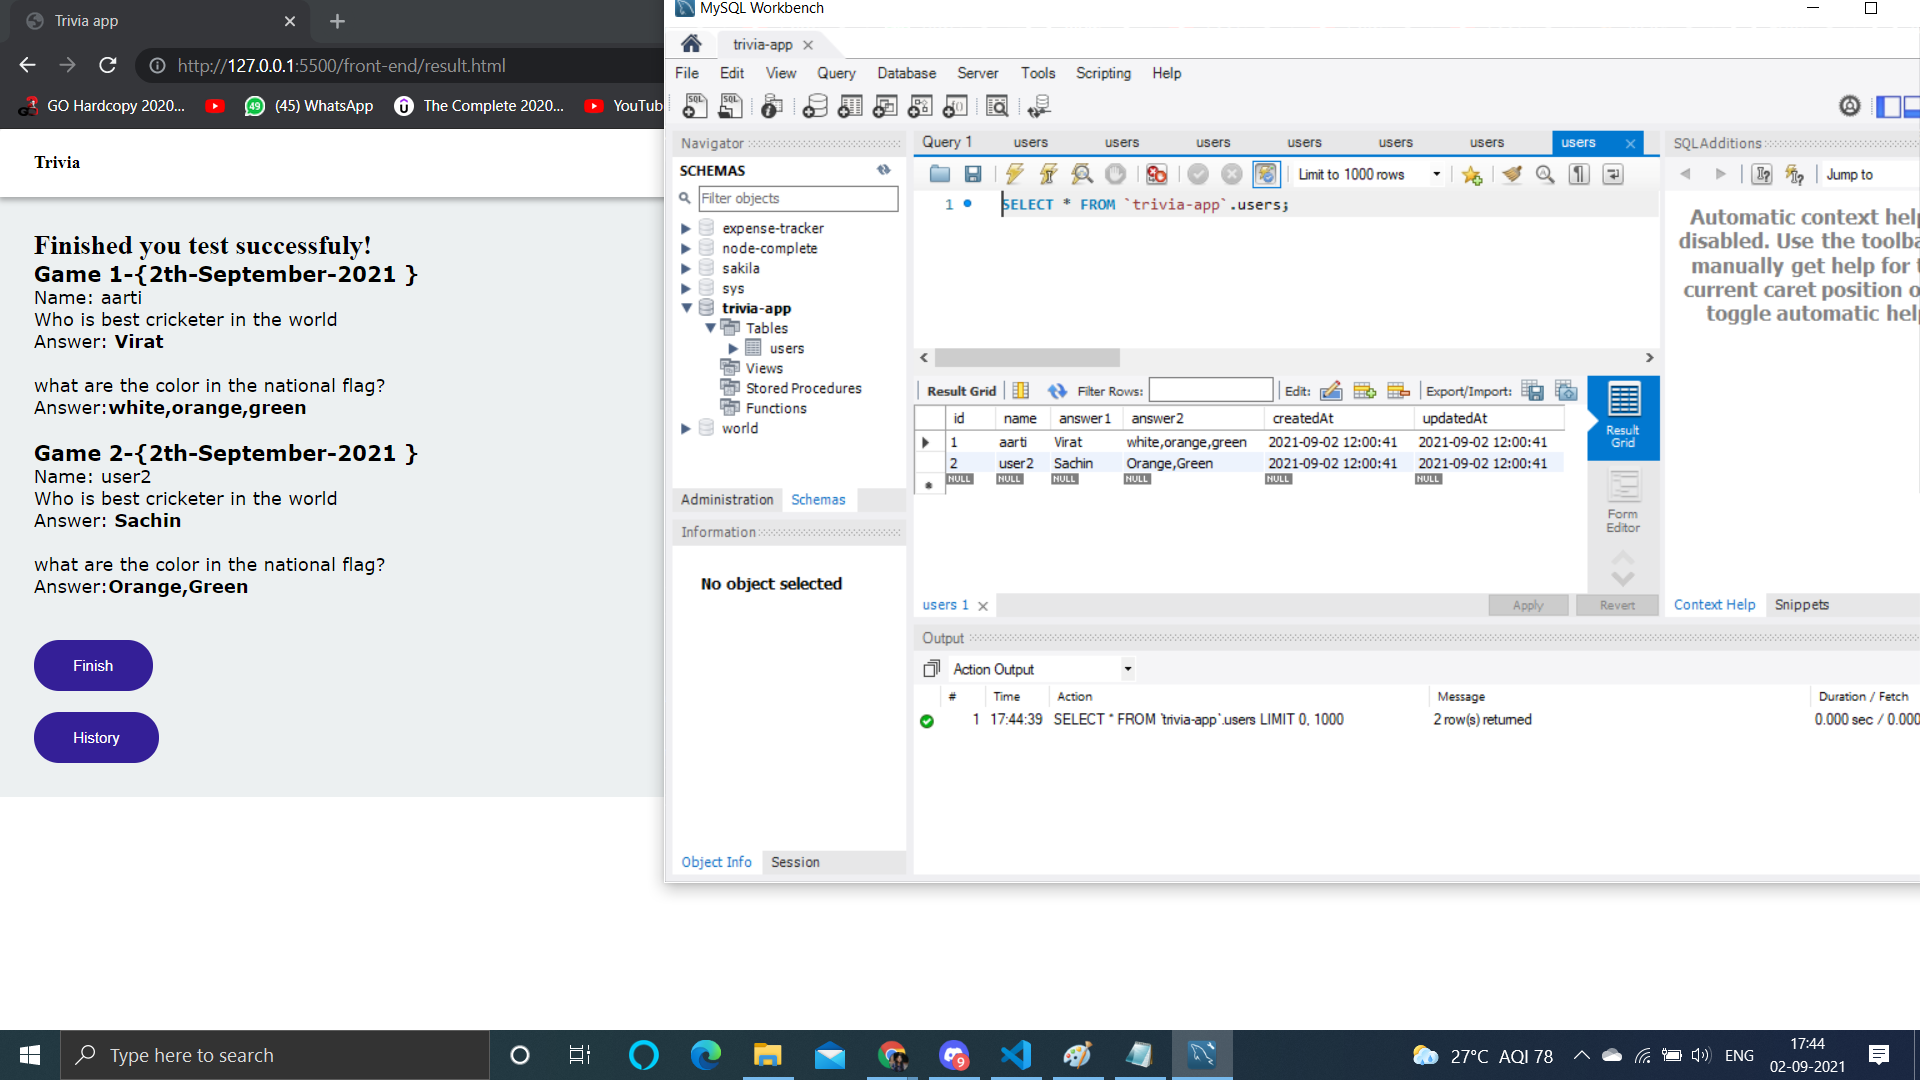 Trivia app
http://127.0.0.1:5500/front-end/result.html
GO Hardcopy 2020...
(45) WhatsApp
The Complete 2020...
YouTub
Trivia
Finished you test successfuly!
Game 1-{2th-September-2021 }
Name: aarti
Who is best cricketer in the world
Answer: Virat
what are the color in the national flag?
Answer:white,orange,green
Game 2-{2th-September-2021 }
Name: user2
Who is best cricketer in the world
Answer: Sachin
what are the color in the national flag?
Answer:Orange,Green
Finish
History
MySQL Workbench
trivia-app
File Edit View Query Database Server Tools Scripting Help
Navigator
SCHEMAS
Filter objects
expense-tracker
node-complete
sakila
sys
trivia-app
Tables
users
Views
Stored Procedures
Functions
world
Administration Schemas
Information
No object selected
Object Info Session
Query 1 users users users users users users users
Limit to 1000 rows
1 SELECT * FROM `trivia-app`.users;
Result Grid Filter Rows: Edit: Export/Import:
id name answer1 answer2 createdAt updatedAt
1 aarti Virat white,orange,green 2021-09-02 12:00:41 2021-09-02 12:00:41
2 user2 Sachin Orange,Green 2021-09-02 12:00:41 2021-09-02 12:00:41
NULL NULL NULL NULL NULL NULL
Result
Grid
Form
Editor
users 1
Apply
Revert
SQLAdditions
Jump to
Automatic context help
disabled. Use the toolba
manually get help for t
current caret position o
toggle automatic help
Context Help Snippets
Output
Action Output
# Time Action Message Duration / Fetch
1 17:44:39 SELECT * FROM `trivia-app`.users LIMIT 0, 1000 2 row(s) returned 0.000 sec / 0.000
Type here to search
9
27°C AQI 78
ENG
17:44
02-09-2021